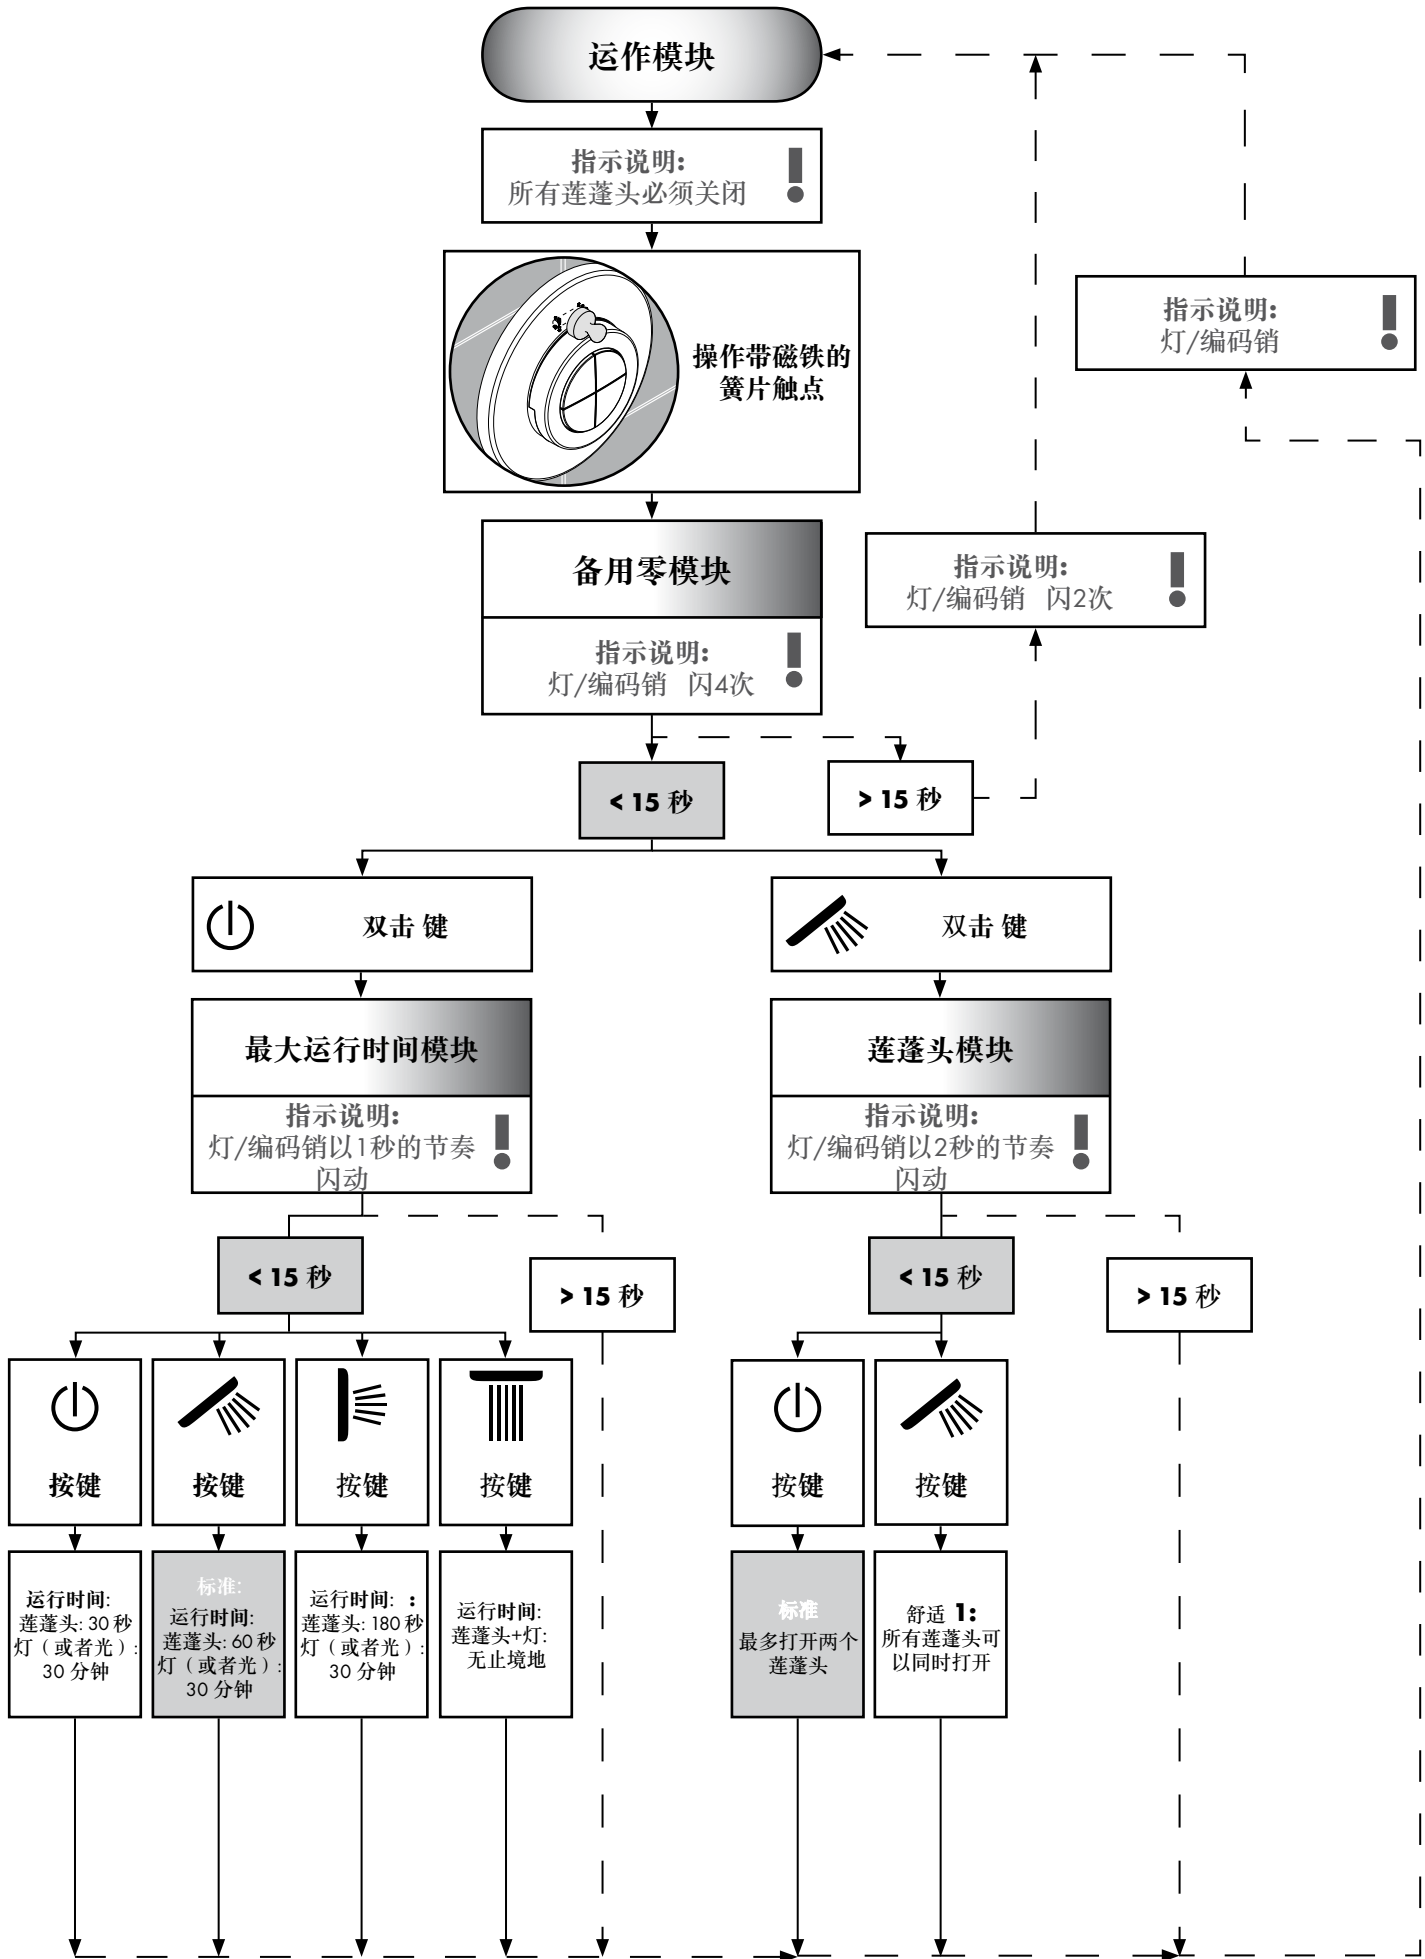 运作模块
指示说明:
所有莲蓬头必须关闭
操作带磁铁的
簧片触点
指示说明:
灯/编码销
备用零模块
指示说明:
灯/编码销 闪4次
指示说明:
灯/编码销 闪2次
< 15 秒
> 15 秒
双击 键
双击 键
最大运行时间模块
指示说明:
灯/编码销以1秒的节奏
闪动
莲蓬头模块
指示说明:
灯/编码销以2秒的节奏
闪动
< 15 秒
> 15 秒
< 15 秒
> 15 秒
按键
按键
按键
按键
按键
按键
运行时间:
莲蓬头: 30 秒
灯（或者光）:
30 分钟
标准:
运行时间:
莲蓬头: 60 秒
灯（或者光）:
30 分钟
运行时间: :
莲蓬头: 180 秒
灯（或者光）:
30 分钟
运行时间:
莲蓬头+灯:
无止境地
标准
最多打开两个
莲蓬头
舒适 1:
所有莲蓬头可
以同时打开